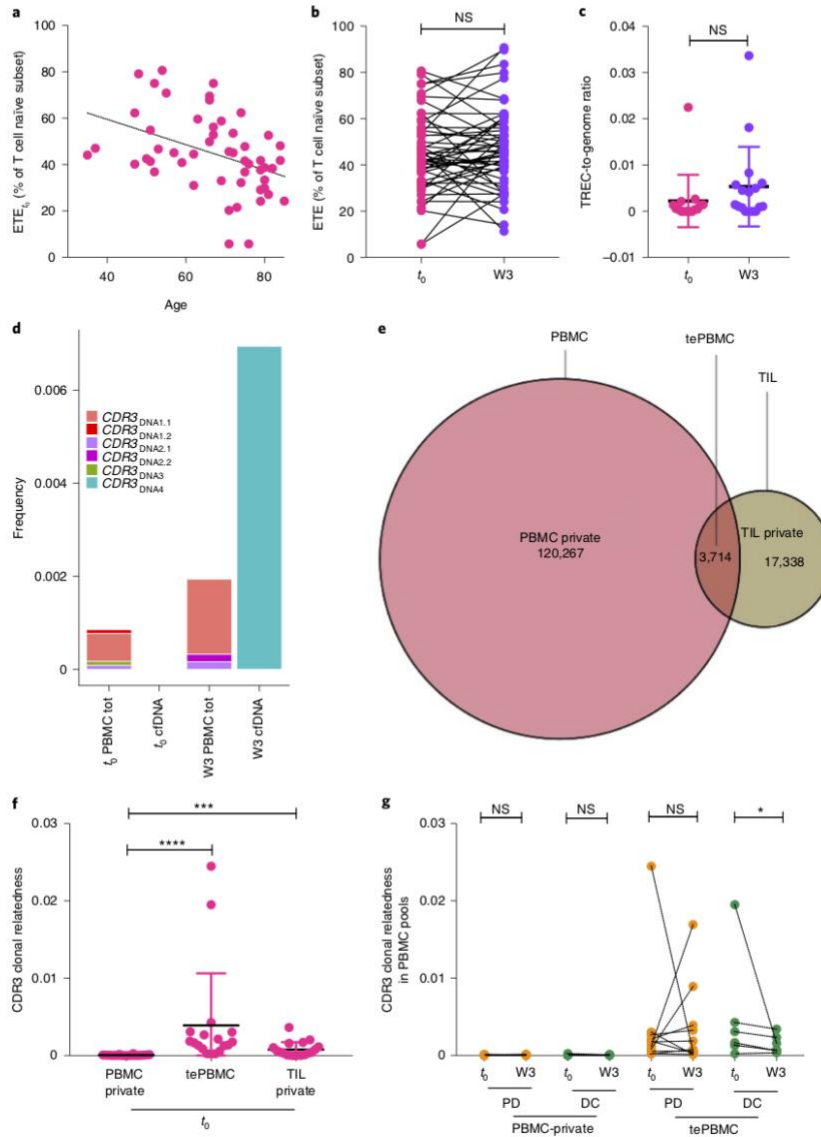 a
100
80
60
40
20
0
ETEt0 (% of T cell naïve subset)
40
60
80
Age
b
NS
100
80
60
40
20
0
ETE (% of T cell naïve subset)
t0
W3
c
NS
0.04
0.03
0.02
0.01
0
–0.01
TREC-to-genome ratio
t0
W3
d
0.006
0.004
0.002
0
Frequency
CDR3DNA1.1
CDR3DNA1.2
CDR3DNA2.1
CDR3DNA2.2
CDR3DNA3
CDR3DNA4
t0 PBMC tot
t0 cfDNA
W3 PBMC tot
W3 cfDNA
e
PBMC
tePBMC
TIL
PBMC private
120,267
3,714
TIL private
17,338
f
***
****
0.03
0.02
0.01
0
CDR3 donal relatedness
PBMC
private
tePBMC
TIL
private
t0
g
NS
NS
NS
*
0.03
0.02
0.01
0
CDR3 donal relatedness
in PBMC pools
t0 W3
t0 W3
t0 W3
t0 W3
PD
DC
PD
DC
PBMC-private
tePBMC